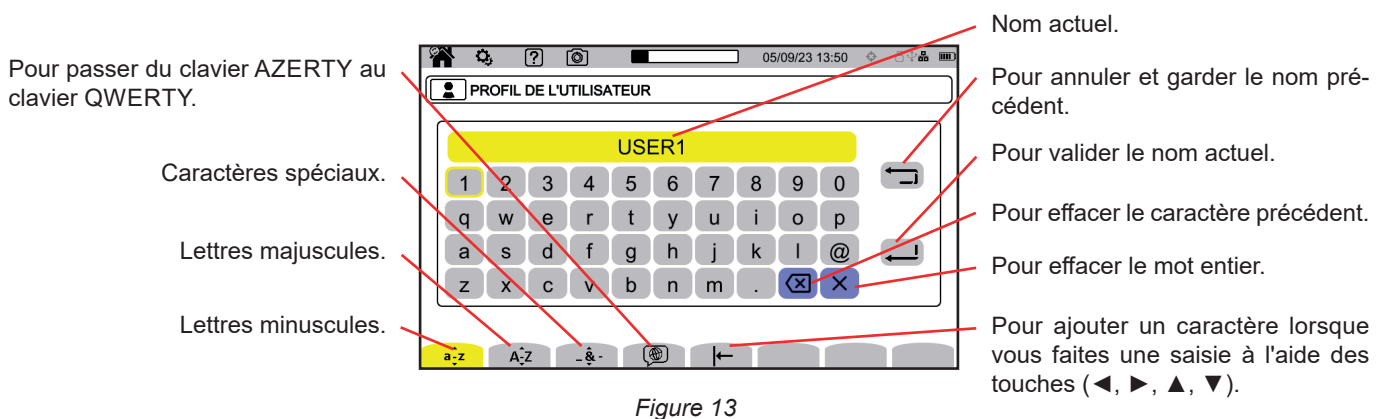 Nom actuel.
Pour passer du clavier AZERTY au
clavier QWERTY.
05/09/23 13:50
Pour annuler et garder le nom pré-
cédent.
PROFIL DE L'UTILISATEUR
USER1
Pour valider le nom actuel.
Caractères spéciaux.
1 2 3 4 5 6 7 8 9 0
q w e r t y u i o p
Pour effacer le caractère précédent.
Lettres majuscules.
a s d f g h j k l @
Pour effacer le mot entier.
z x c v b n m .
Lettres minuscules.
Pour ajouter un caractère lorsque
vous faites une saisie à l'aide des
touches (◄, ►, ▲, ▼).
a-z A-Z _&-
Figure 13